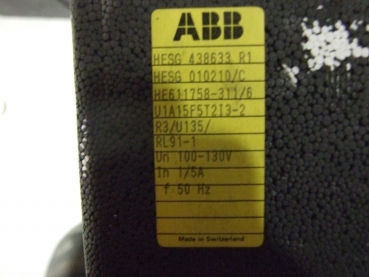 ABB
HESG 438633 R1
HESG 010210/C
HE611758-311/6
U1A15F5T2I3-2
R3/U135/
RL91-1
Un 100-130V
In 1/5A
f 50 Hz
Made in Switzerland